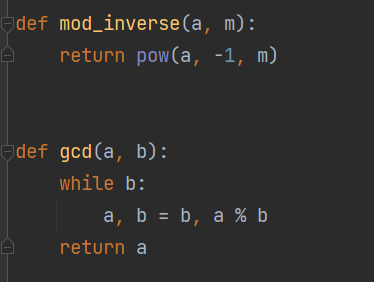 def mod_inverse(a, m):
    return pow(a, -1, m)
def gcd(a, b):
    while b:
        a, b = b, a % b
    return a